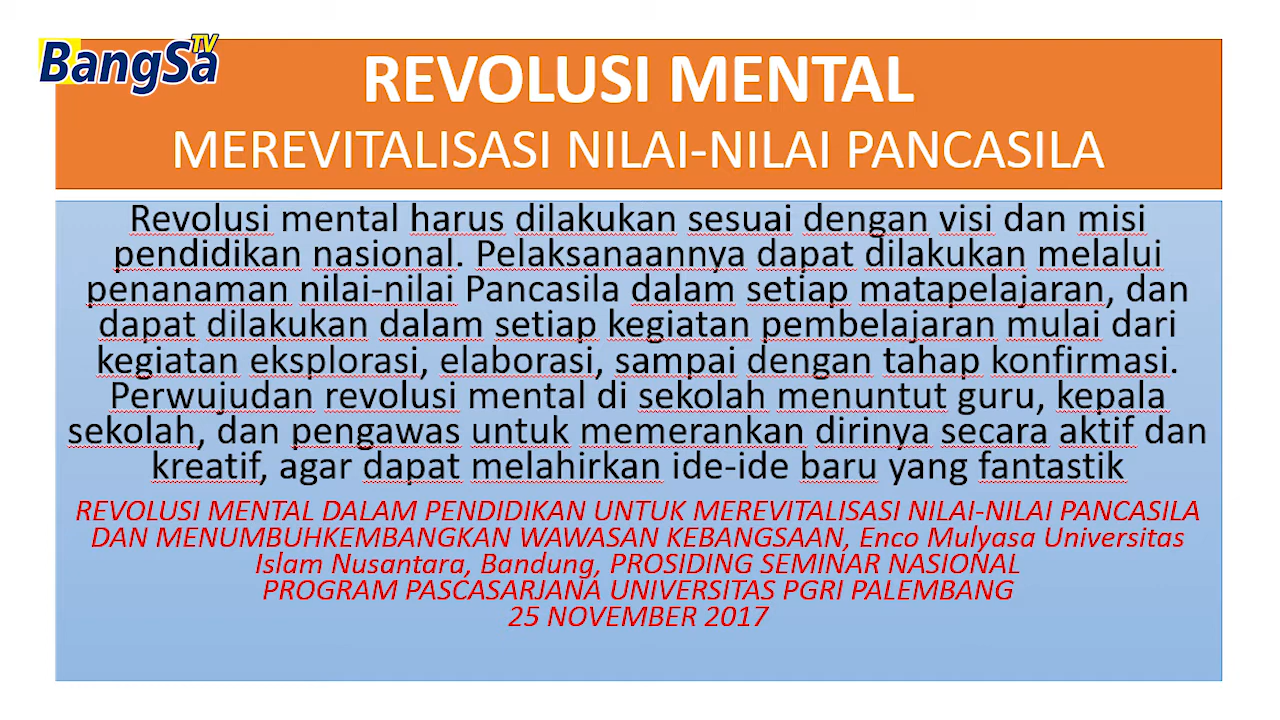 BangSa TV
REVOLUSI MENTAL
MEREVITALISASI NILAI-NILAI PANCASILA
Revolusi mental harus dilakukan sesuai dengan visi dan misi
pendidikan nasional. Pelaksanaannya dapat dilakukan melalui
penanaman nilai-nilai Pancasila dalam setiap matapelajaran, dan
dapat dilakukan dalam setiap kegiatan pembelajaran mulai dari
kegiatan eksplorasi, elaborasi, sampai dengan tahap konfirmasi.
Perwujudan revolusi mental di sekolah menuntut guru, kepala
sekolah, dan pengawas untuk memerankan dirinya secara aktif dan
kreatif, agar dapat melahirkan ide-ide baru yang fantastik
REVOLUSI MENTAL DALAM PENDIDIKAN UNTUK MEREVITALISASI NILAI-NILAI PANCASILA
DAN MENUMBUHKEMBANGKAN WAWASAN KEBANGSAAN, Enco Mulyasa Universitas
Islam Nusantara, Bandung, PROSIDING SEMINAR NASIONAL
PROGRAM PASCASARJANA UNIVERSITAS PGRI PALEMBANG
25 NOVEMBER 2017